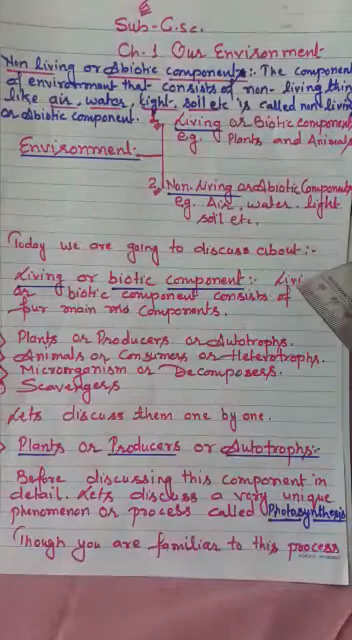 Sub-G.sc.
Ch. 1 Our Environment
Non living or Abiotic component:- The component
of environment that consists of non-living thin
like air, water, light, soil etc is called non livin
or abiotic component.
Environment:-
1. Living or Biotic Component
e.g. Plants and Animals
2. Non-living or Abiotic Component
e.g. Air, water, light
soil etc.
Today we are going to discuss about:-
Living or biotic component:- Livi
or biotic component consists of
four main components.
Plants or Producers or Autotrophs.
Animals or Consumers or Heterotrophs.
Microrganism or Decomposers.
Scavengers
Lets discuss them one by one.
Plants or Producers or Autotrophs:-
Before discussing this component in
detail. Lets discuss a very unique
phenomenon or process called Photosynthesis
Though you are familiar to this process